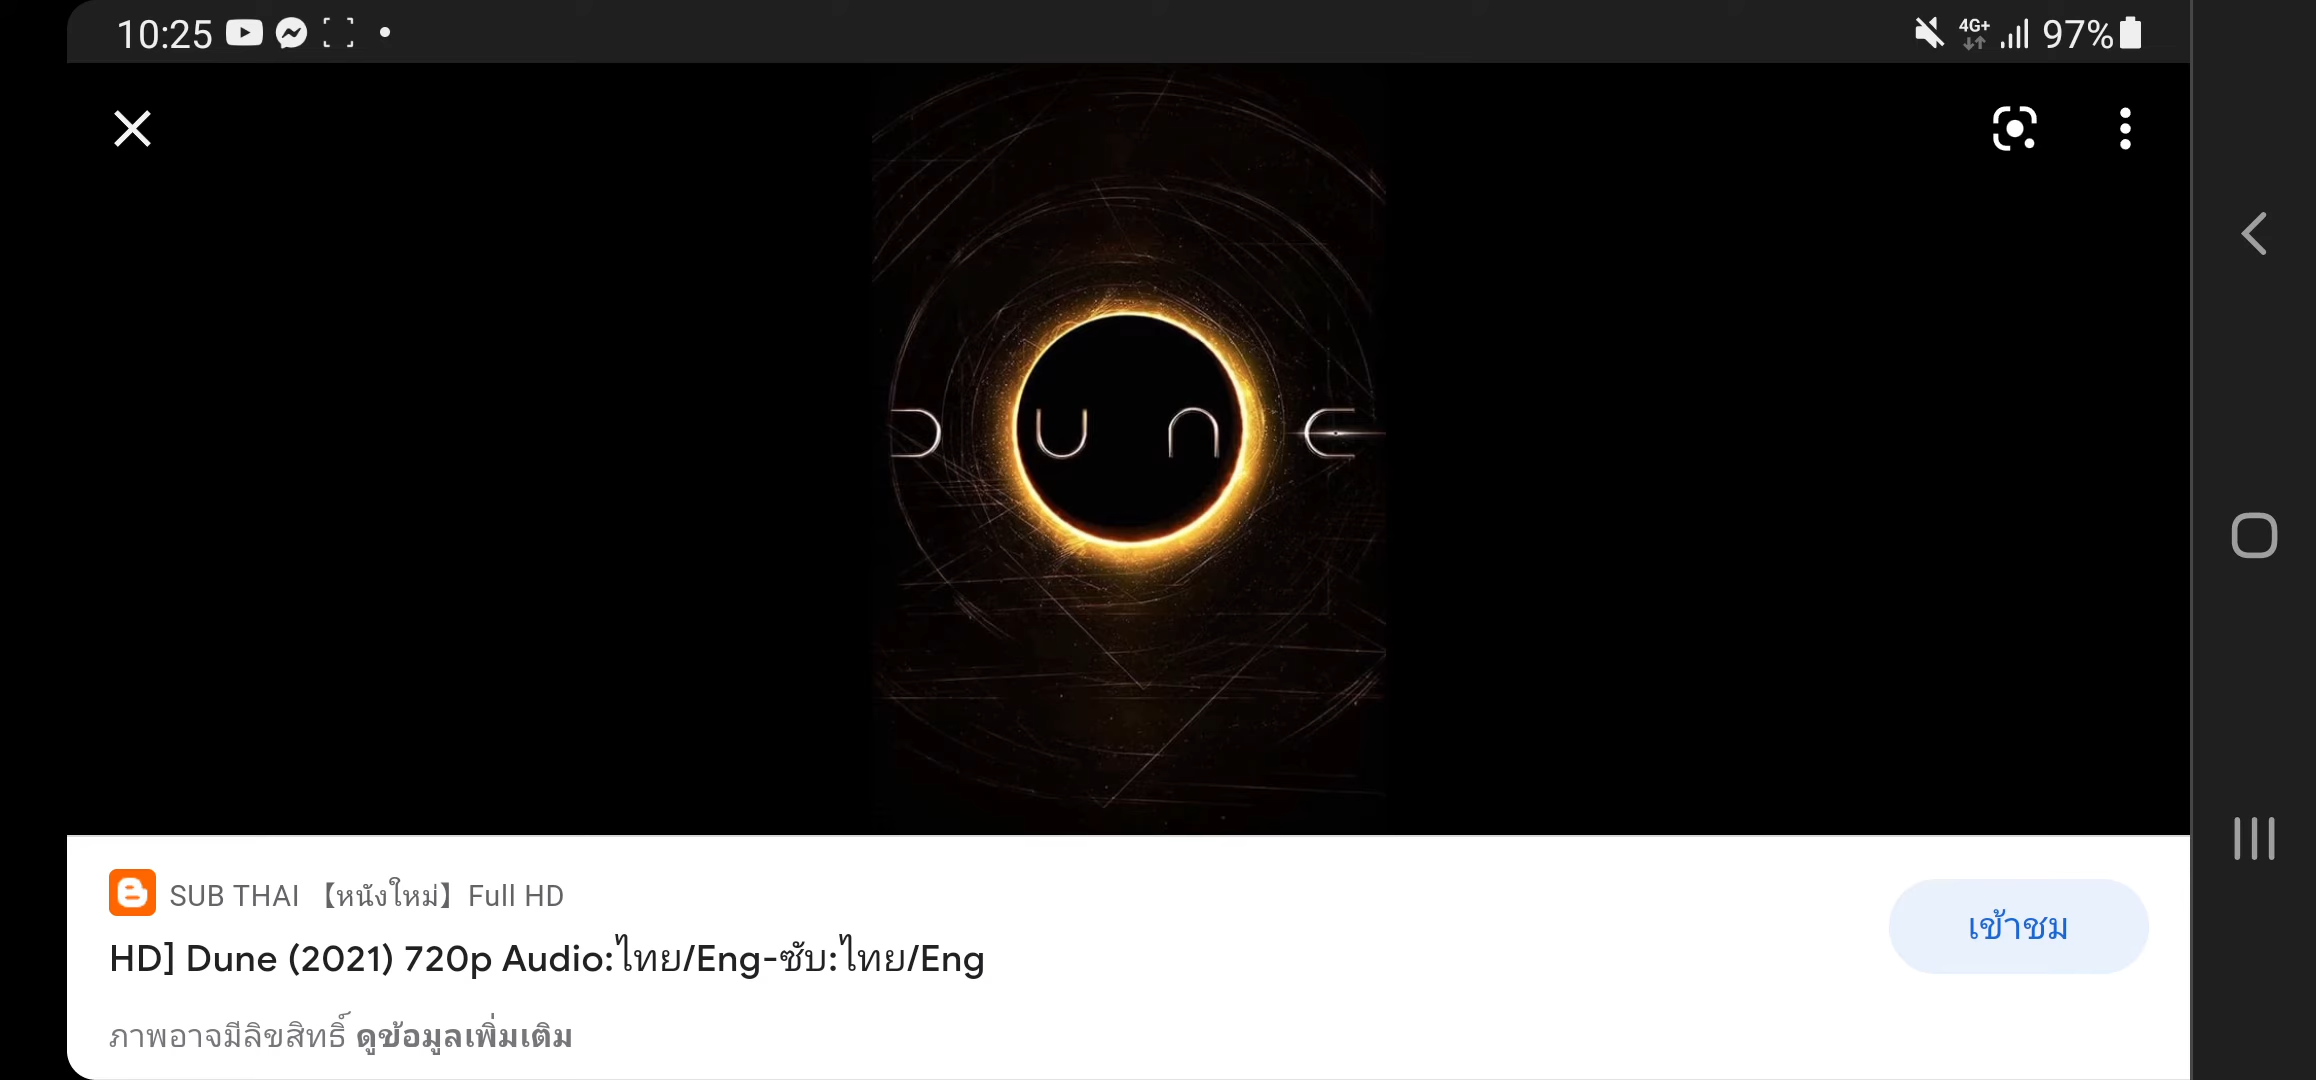 10:25
4G+ 97%
DUNE
SUB THAI 【หนังใหม่】Full HD
HD] Dune (2021) 720p Audio:ไทย/Eng-ซับ:ไทย/Eng
เข้าชม
ภาพอาจมีลิขสิทธิ์ ดูข้อมูลเพิ่มเติม